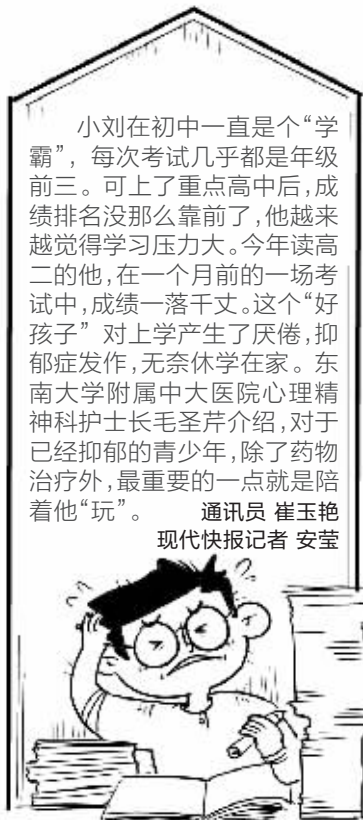 小刘在初中一直是个“学
霸”，每次考试几乎都是年级
前三。可上了重点高中后，成
绩排名没那么靠前了，他越来
越觉得学习压力大。今年读高
二的他，在一个月前的一场考
试中，成绩一落千丈。这个“好
孩子”对上学产生了厌倦，抑
郁症发作，无奈休学在家。东
南大学附属中大医院心理精
神科护士长毛圣芹介绍，对于
已经抑郁的青少年，除了药物
治疗外，最重要的一点就是陪
着他“玩”。 通讯员 崔玉艳
现代快报记者 安莹